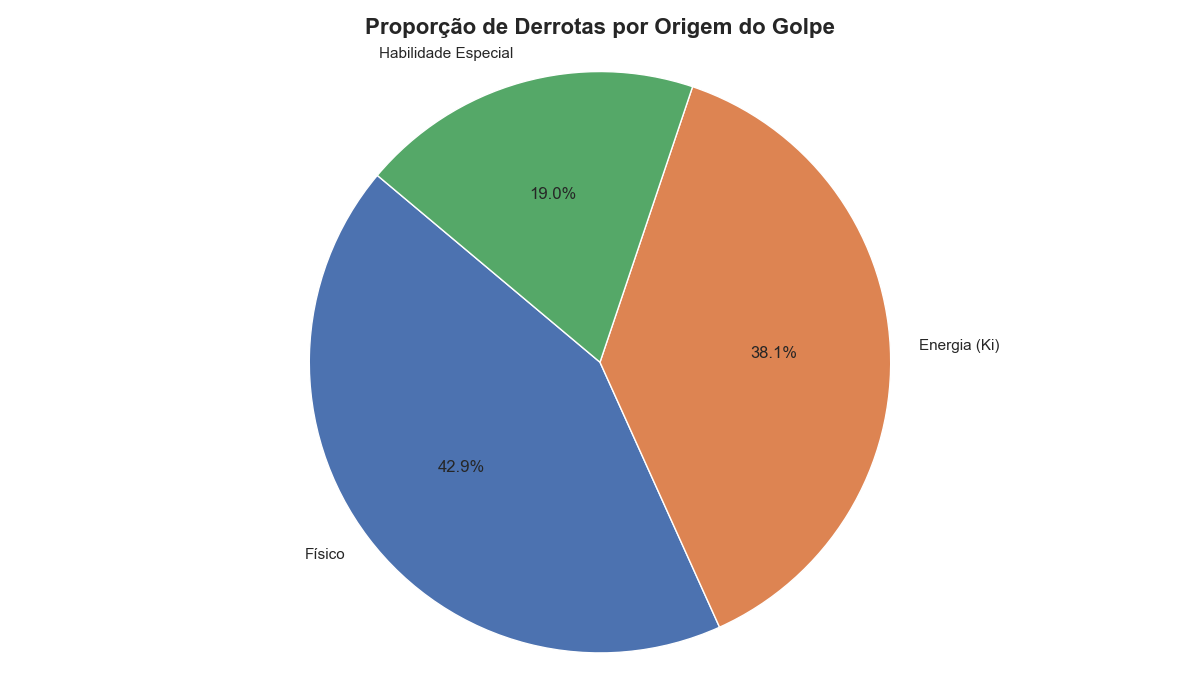 Proporção de Derrotas por Origem do Golpe
Habilidade Especial
19.0%
Energia (Ki)
38.1%
42.9%
Físico